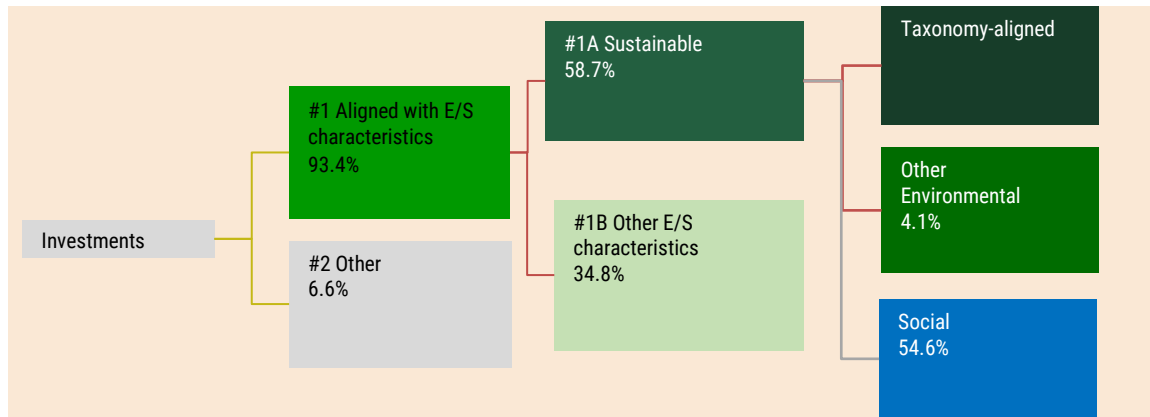 Investments
#1 Aligned with E/S
characteristics
93.4%
#2 Other
6.6%
#1A Sustainable
58.7%
#1B Other E/S
characteristics
34.8%
Taxonomy-aligned
Other
Environmental
4.1%
Social
54.6%